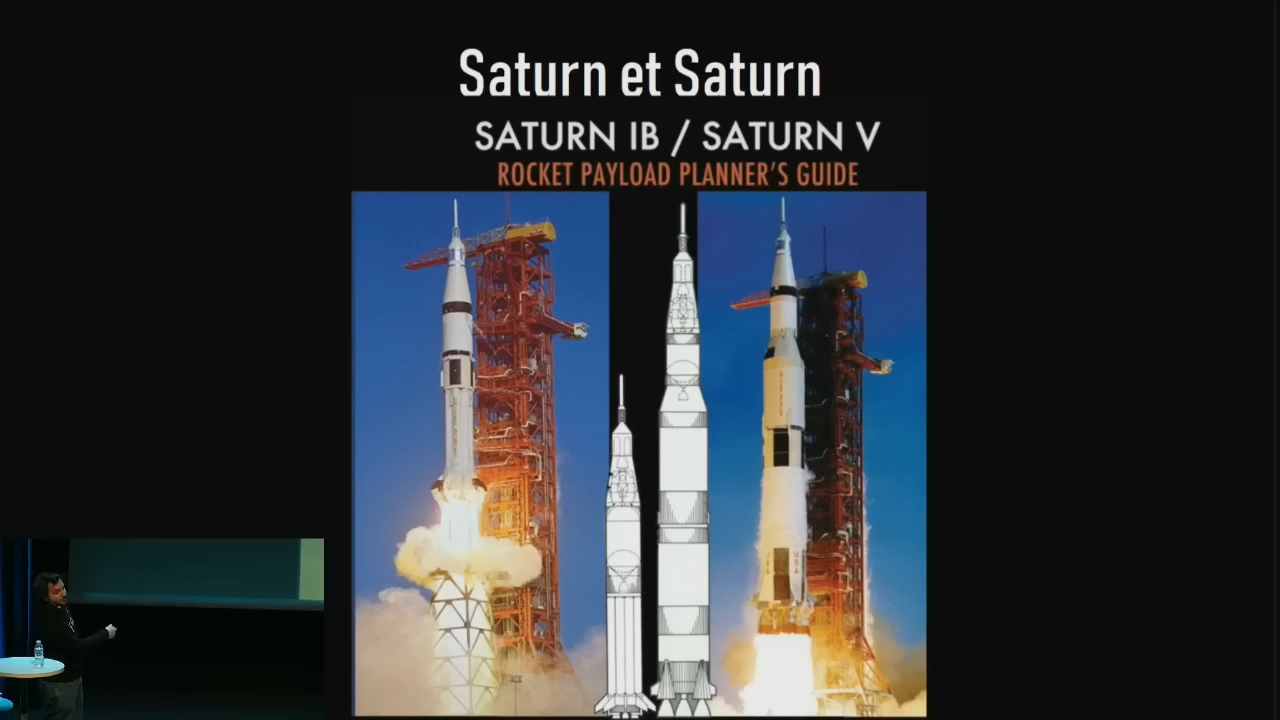 Saturn et Saturn
SATURN IB / SATURN V
ROCKET PAYLOAD PLANNER'S GUIDE